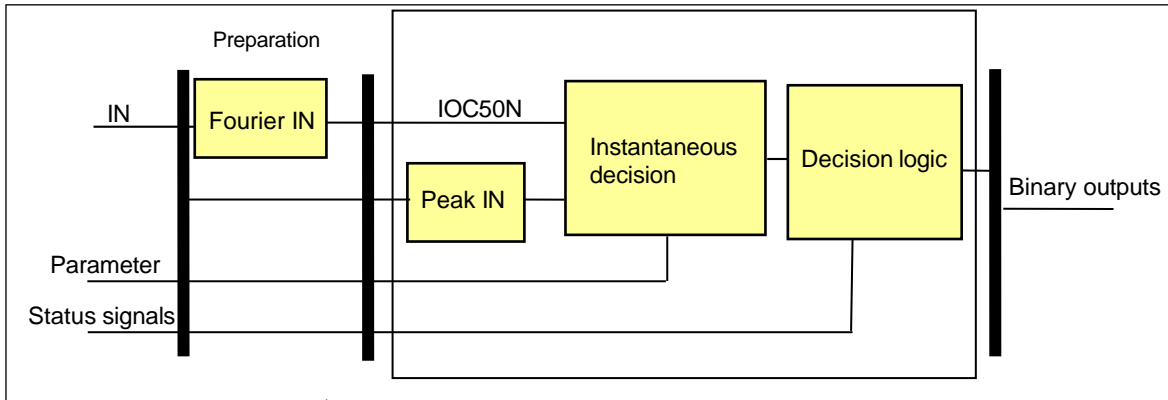 Preparation
IN
Fourier IN
IOC50N
Instantaneous
decision
Decision logic
Peak IN
Binary outputs
Parameter
Status signals